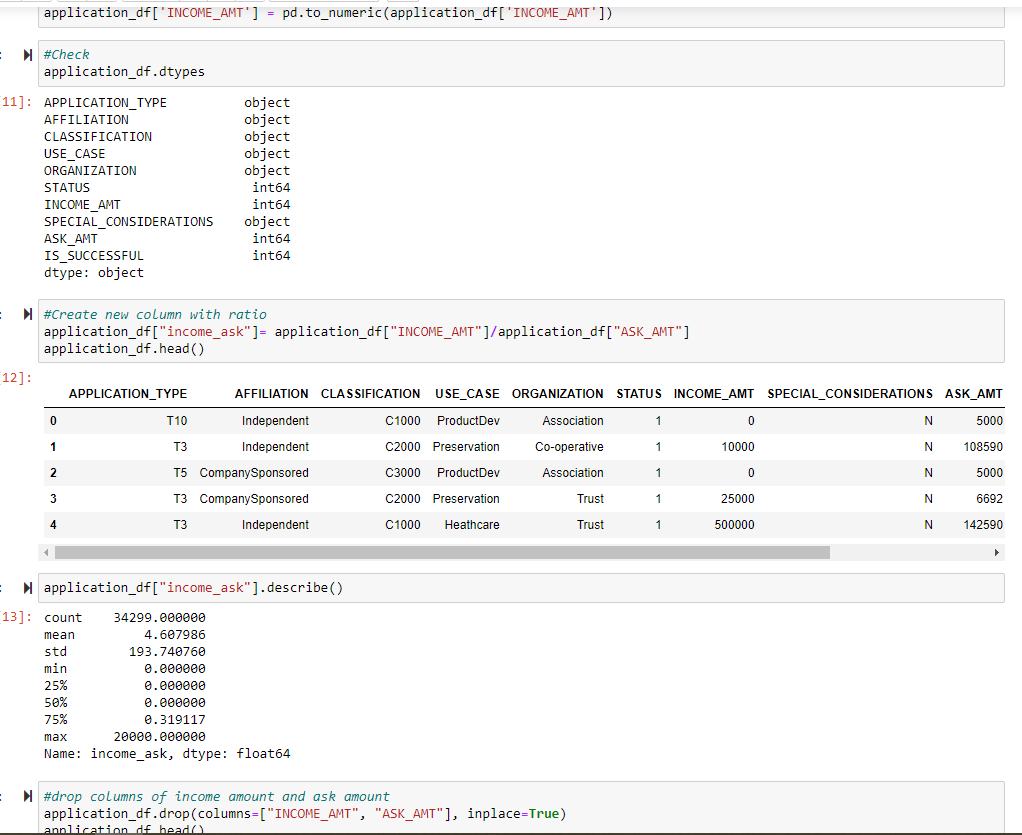 application_df['INCOME_AMT'] = pd.to_numeric(application_df['INCOME_AMT'])
:
#Check
application_df.dtypes
11]:
APPLICATION_TYPE object
AFFILIATION object
CLASSIFICATION object
USE_CASE object
ORGANIZATION object
STATUS int64
INCOME_AMT int64
SPECIAL_CONSIDERATIONS object
ASK_AMT int64
IS_SUCCESSFUL int64
dtype: object
:
#Create new column with ratio
application_df["income_ask"]= application_df["INCOME_AMT"]/application_df["ASK_AMT"]
application_df.head()
12]:
APPLICATION_TYPE AFFILIATION CLASSIFICATION USE_CASE ORGANIZATION STATUS INCOME_AMT SPECIAL_CONSIDERATIONS ASK_AMT
0 T10 Independent C1000 ProductDev Association 1 0 N 5000
1 T3 Independent C2000 Preservation Co-operative 1 10000 N 108590
2 T5 CompanySponsored C3000 ProductDev Association 1 0 N 5000
3 T3 CompanySponsored C2000 Preservation Trust 1 25000 N 6692
4 T3 Independent C1000 Heathcare Trust 1 500000 N 142590
:
application_df["income_ask"].describe()
13]:
count 34299.000000
mean 4.607986
std 193.740760
min 0.000000
25% 0.000000
50% 0.000000
75% 0.319117
max 20000.000000
Name: income_ask, dtype: float64
:
#drop columns of income amount and ask amount
application_df.drop(columns=["INCOME_AMT", "ASK_AMT"], inplace=True)
application_df.head()